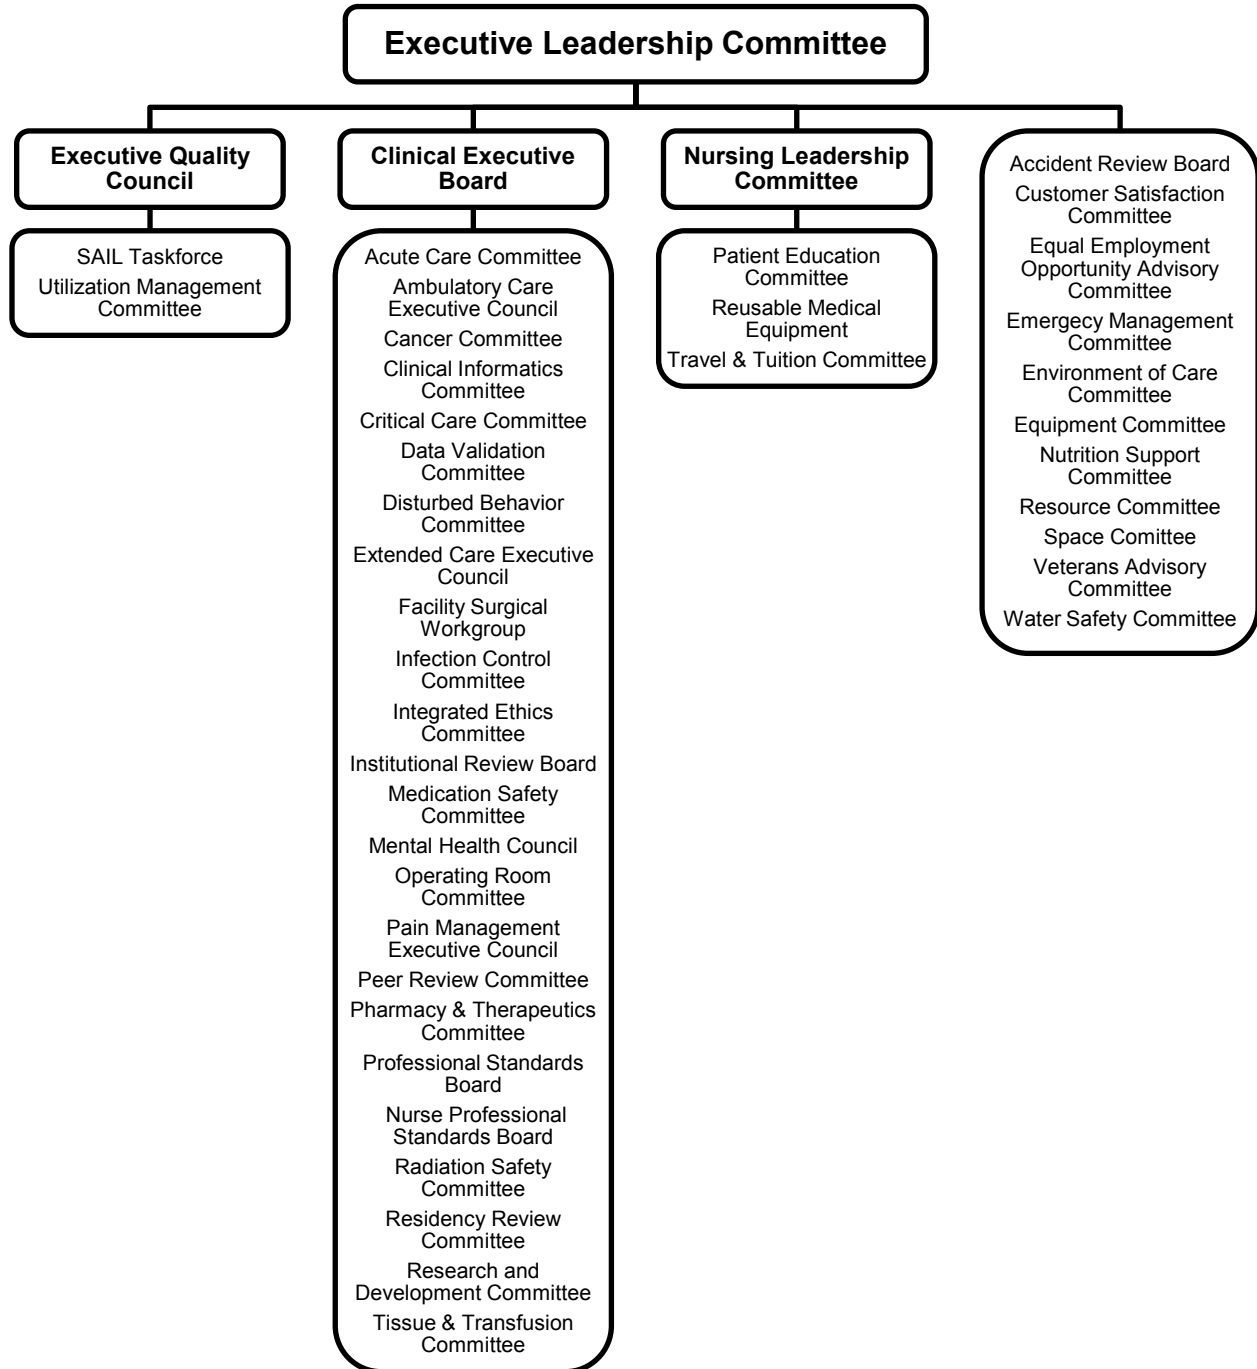 Executive Leadership Committee
Executive Quality
Council
SAIL Taskforce
Utilization Management
Committee
Clinical Executive
Board
Acute Care Committee
Ambulatory Care
Executive Council
Cancer Committee
Clinical Informatics
Committee
Critical Care Committee
Data Validation
Committee
Disturbed Behavior
Committee
Extended Care Executive
Council
Facility Surgical
Workgroup
Infection Control
Committee
Integrated Ethics
Committee
Institutional Review Board
Medication Safety
Committee
Mental Health Council
Operating Room
Committee
Pain Management
Executive Council
Peer Review Committee
Pharmacy & Therapeutics
Committee
Professional Standards
Board
Nurse Professional
Standards Board
Radiation Safety
Committee
Residency Review
Committee
Research and
Development Committee
Tissue & Transfusion
Committee
Nursing Leadership
Committee
Patient Education
Committee
Reusable Medical
Equipment
Travel & Tuition Committee
Accident Review Board
Customer Satisfaction
Committee
Equal Employment
Opportunity Advisory
Committee
Emergecy Management
Committee
Environment of Care
Committee
Equipment Committee
Nutrition Support
Committee
Resource Committee
Space Comittee
Veterans Advisory
Committee
Water Safety Committee